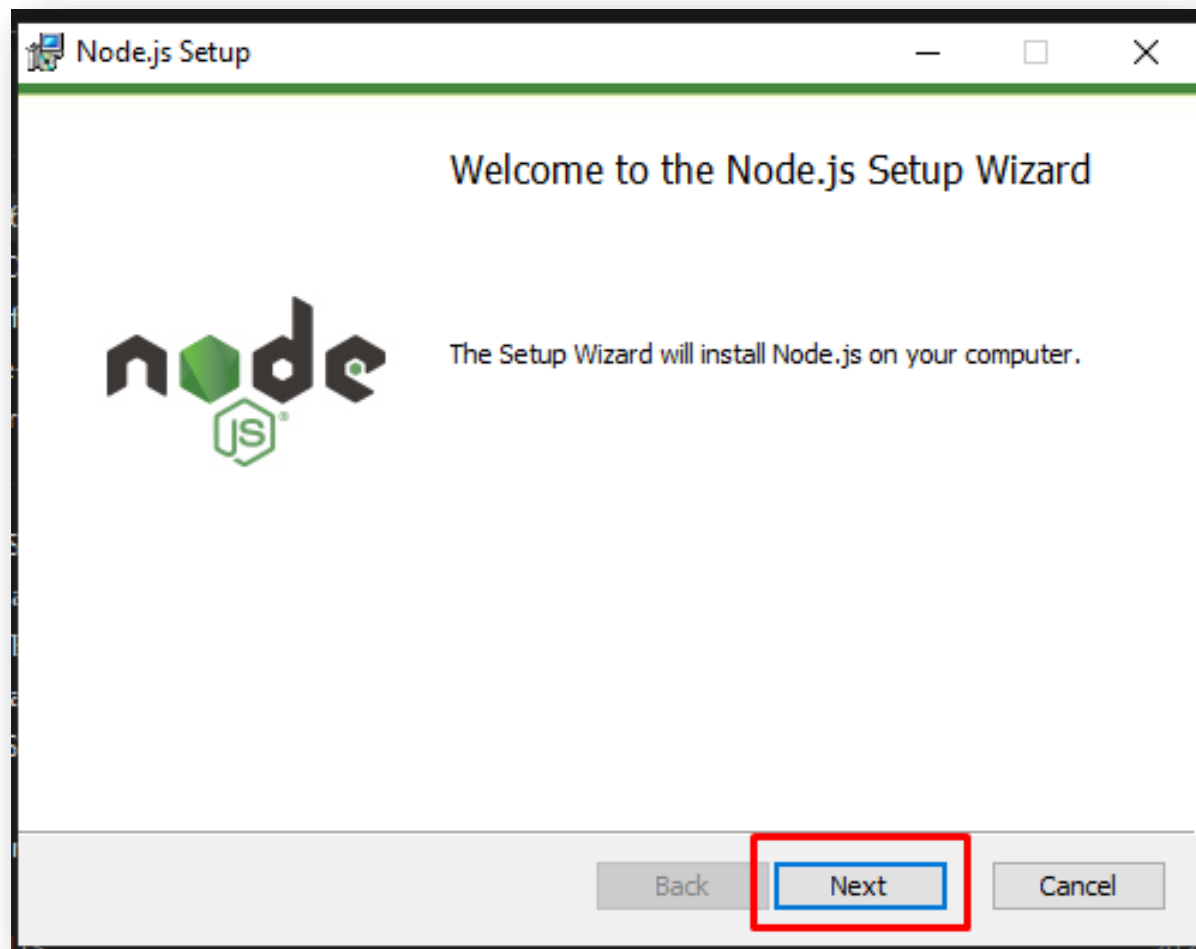 Node.js Setup
Welcome to the Node.js Setup Wizard
node
JS®
The Setup Wizard will install Node.js on your computer.
Back Next Cancel